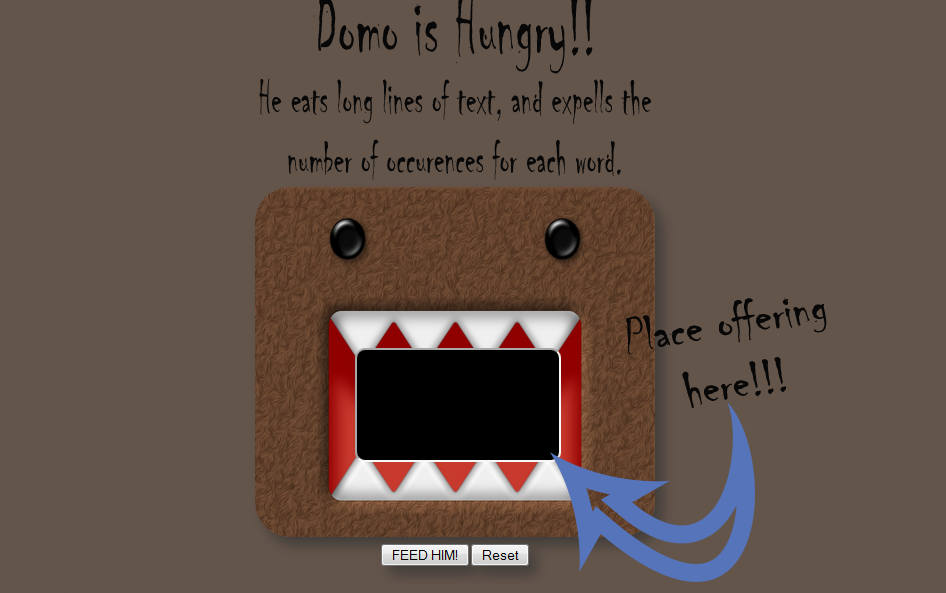 Domo is Hungry!!
He eats long lines of text, and expells the
number of occurences for each word.
Place offering
here!!!
FEED HIM! Reset